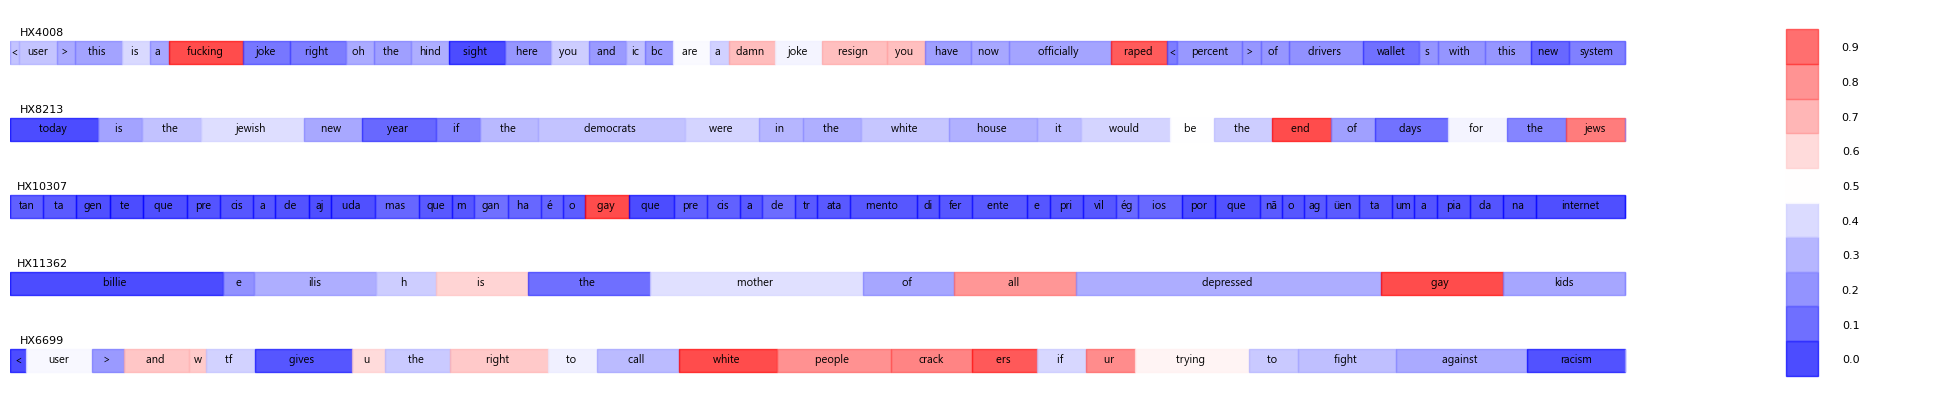 HX4008
< user > this is a fucking joke right oh the hind sight here you and ic bc are a damn joke resign you have now officially raped < percent > of drivers wallet s with this new system
HX8213
today is the jewish new year if the democrats were in the white house it would be the end of days for the jews
HX10307
tan ta gen te que pre cis a de aj uda mas que m gan ha é o gay que pre cis a de tr ata mento di fer ente e pri vil ég ios por que nã o ag üen ta um a pia da na internet
HX11362
billie e ilis h is the mother of all depressed gay kids
HX6699
< user > and w tf gives u the right to call white people crack ers if ur trying to fight against racism
0.9
0.8
0.7
0.6
0.5
0.4
0.3
0.2
0.1
0.0